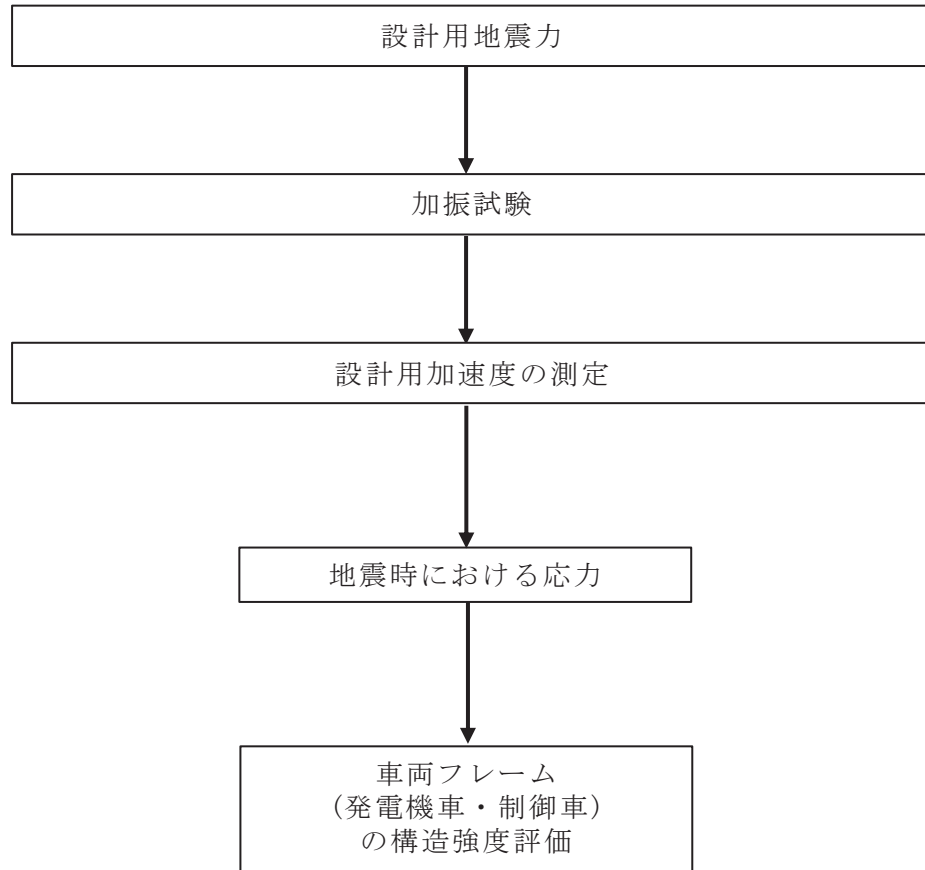 設計用地震力
加振試験
設計用加速度の測定
地震時における応力
車両フレーム
(発電機車・制御車)
の構造強度評価